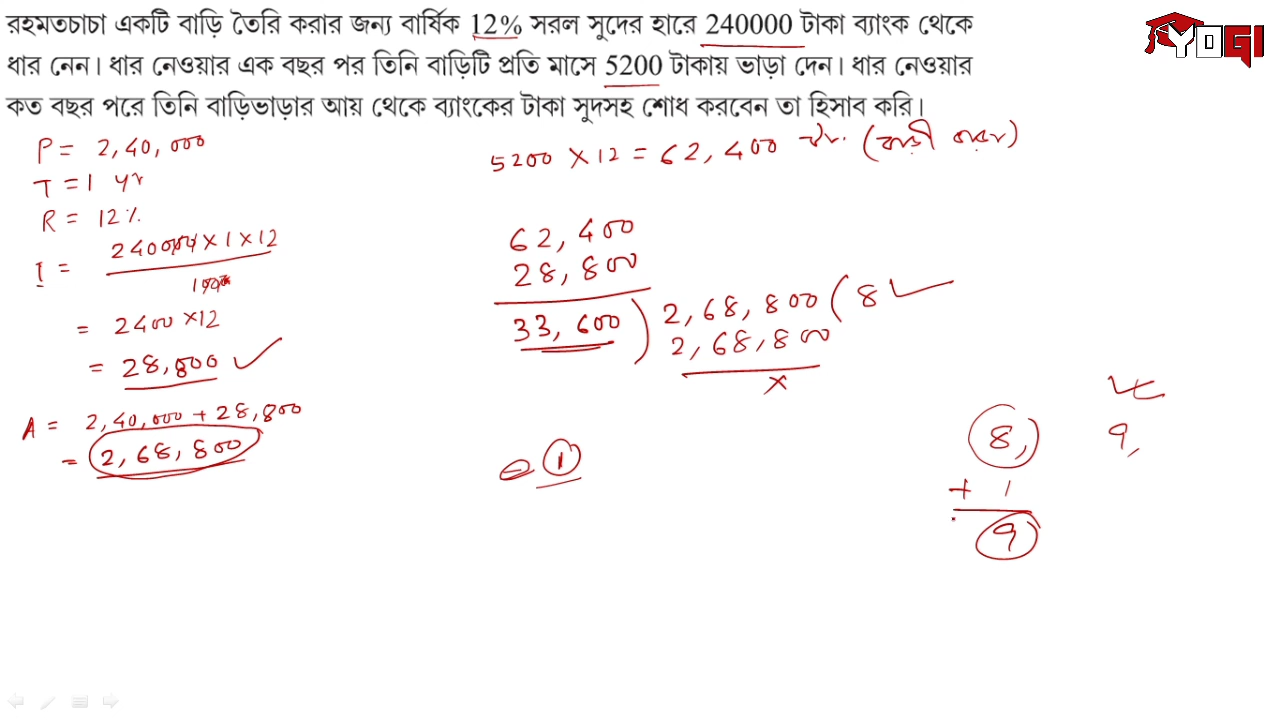 রহমতচাচা একটি বাড়ি তৈরি করার জন্য বার্ষিক 12% সরল সুদের হারে 240000 টাকা ব্যাংক থেকে
ধার নেন। ধার নেওয়ার এক বছর পর তিনি বাড়িটি প্রতি মাসে 5200 টাকায় ভাড়া দেন। ধার নেওয়ার
কত বছর পরে তিনি বাড়িভাড়ার আয় থেকে ব্যাংকের টাকা সুদসহ শোধ করবেন তা হিসাব করি।
YOGI
P = 2,40,000
T = 1 yr
R = 12%
I = 240000 x 1 x 12
100
= 2400 x 12
= 28,800
A = 2,40,000 + 28,800
= 2,68,800
5200 x 12 = 62,400
62,400
28,800
33,600 ) 2,68,800 ( 8
2,68,800
x
1
8,
+ 1
9
9,